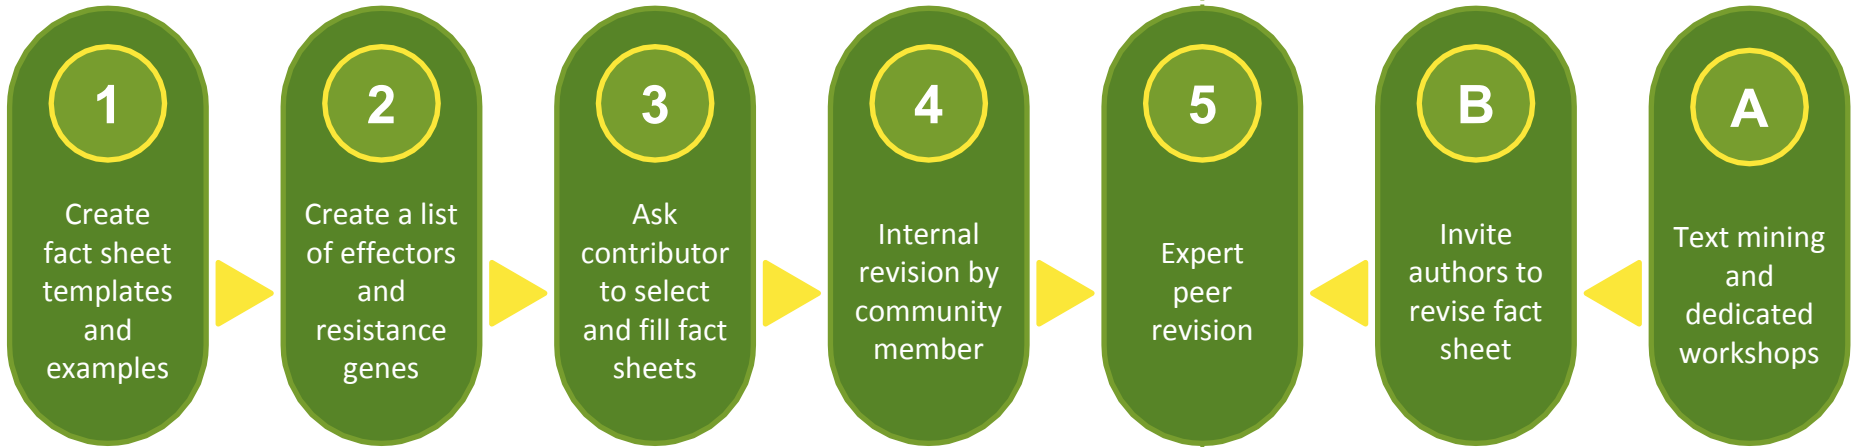 1
Create
fact sheet
templates
and
examples
2
Create a list
of effectors
and
resistance
genes
3
Ask
contributor
to select
and fill fact
sheets
4
Internal
revision by
community
member
5
Expert
peer
revision
B
Invite
authors to
revise fact
sheet
A
Text mining
and
dedicated
workshops